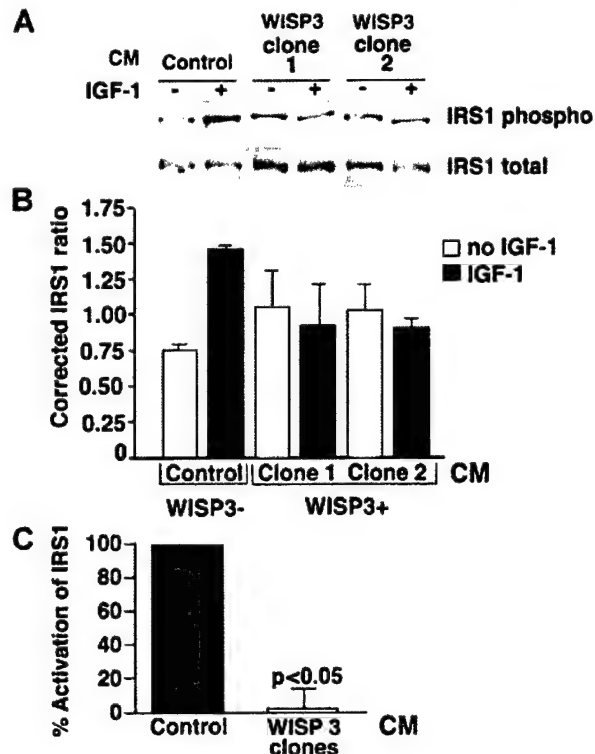 A
CM Control WISP3 clone 1 WISP3 clone 2
IGF-1 - + - + - +
IRS1 phospho
IRS1 total
B
Corrected IRS1 ratio
1.75
1.50
1.25
1.00
0.75
0.50
0.25
0
no IGF-1
IGF-1
Control Clone 1 Clone 2 CM
WISP3- WISP3+
C
% Activation of IRS1
100
80
60
40
20
0
p<0.05
Control WISP 3 clones CM